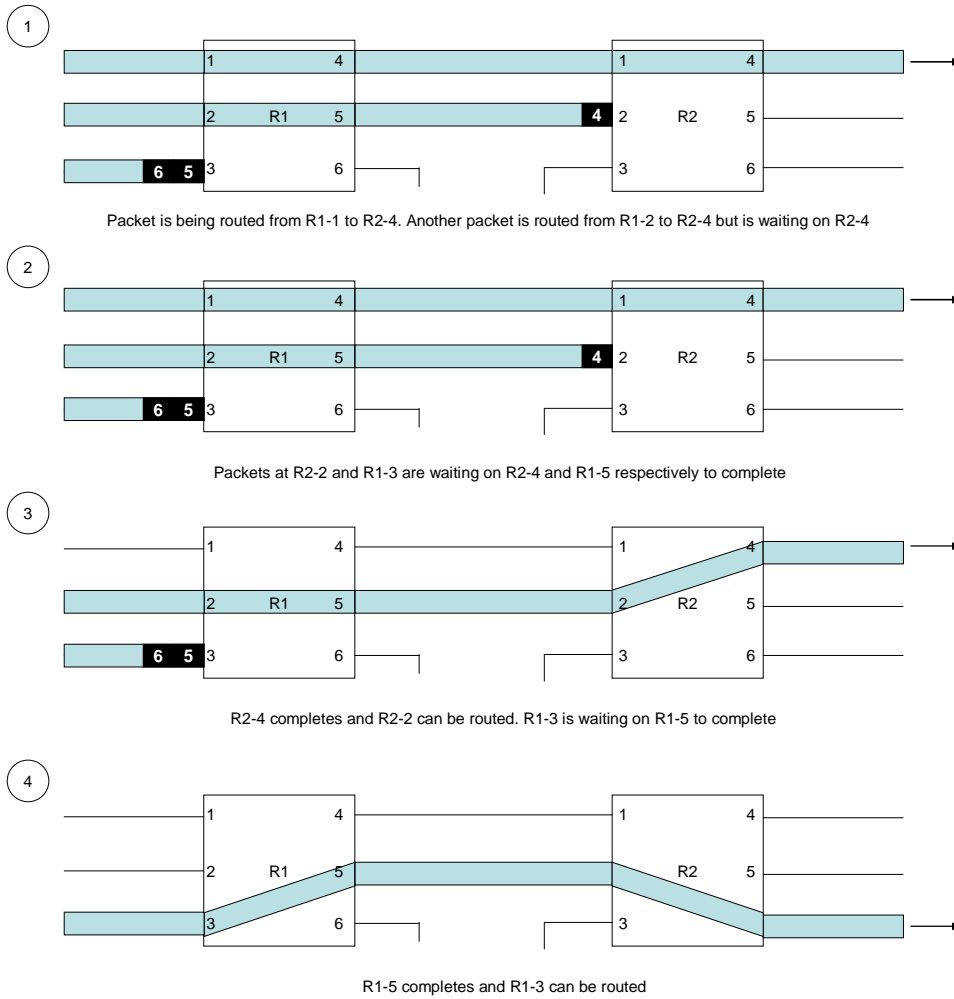 1
1 4 1 4
2 R1 5 4 2 R2 5
6 5 3 6 3 6
Packet is being routed from R1-1 to R2-4. Another packet is routed from R1-2 to R2-4 but is waiting on R2-4
2
1 4 1 4
2 R1 5 4 2 R2 5
6 5 3 6 3 6
Packets at R2-2 and R1-3 are waiting on R2-4 and R1-5 respectively to complete
3
1 4 1 4
2 R1 5 2 R2 5
6 5 3 6 3 6
R2-4 completes and R2-2 can be routed. R1-3 is waiting on R1-5 to complete
4
1 4 1 4
2 R1 5 R2 5
3 6 3
R1-5 completes and R1-3 can be routed